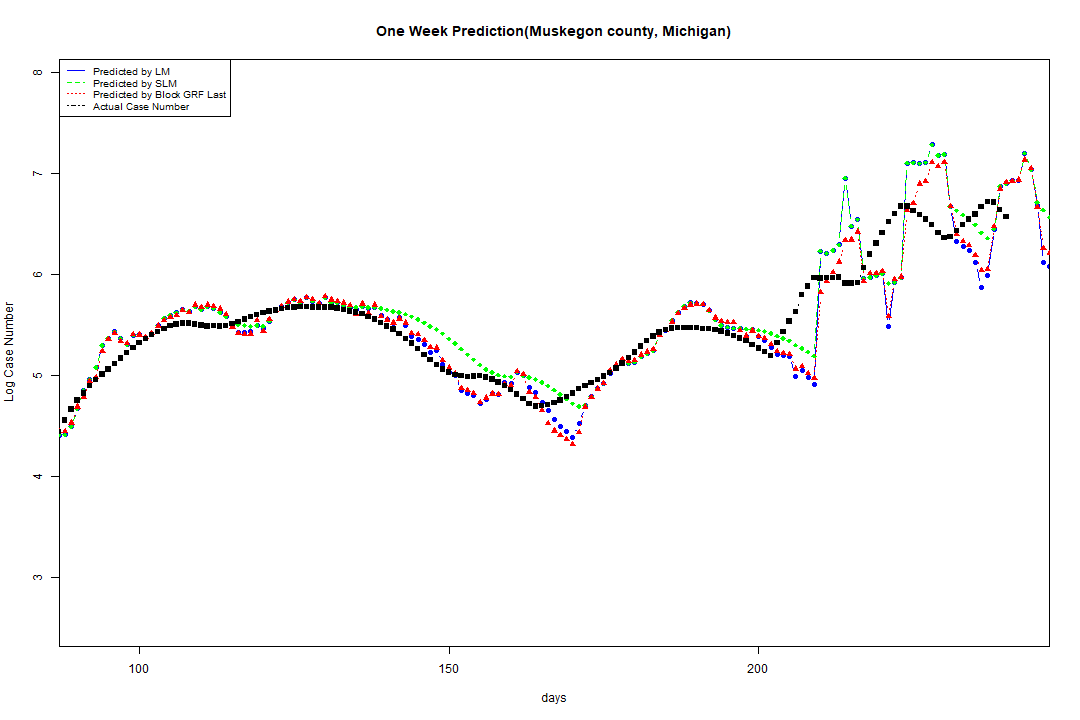 One Week Prediction(Muskegon county, Michigan)
Predicted by LM
Predicted by SLM
Predicted by Block GRF Last
Actual Case Number
8
7
6
5
4
3
Log Case Number
100
150
200
days